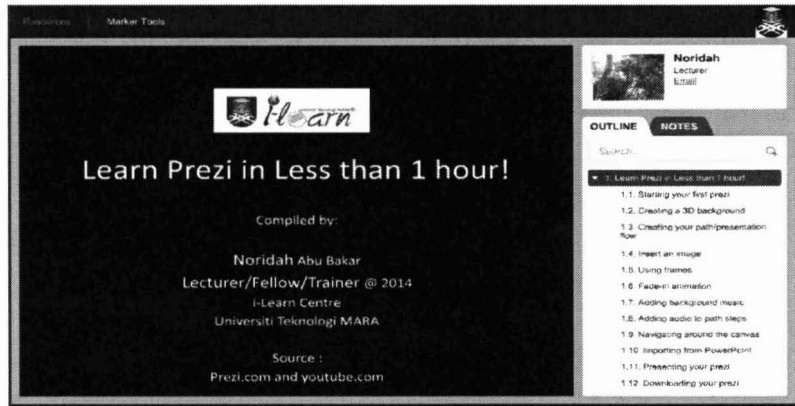 Resources Marker Tools
i-Learn
Learn Prezi in Less than 1 hour!
Compiled by:
Noridah Abu Bakar
Lecturer/Fellow/Trainer @ 2014
i-Learn Centre
Universiti Teknologi MARA
Source :
Prezi.com and youtube.com
Noridah
Lecturer
Email
OUTLINE NOTES
Search...
1. Learn Prezi in Less than 1 hour!
1.1. Starting your first prezi
1.2. Creating a 3D background
1.3. Creating your path/presentation
flow
1.4. Insert an image
1.5. Using frames
1.6. Fade-in animation
1.7. Adding background music
1.8. Adding audio to path steps
1.9. Navigating around the canvas
1.10. Importing from PowerPoint
1.11. Presenting your prezi
1.12. Downloading your prezi